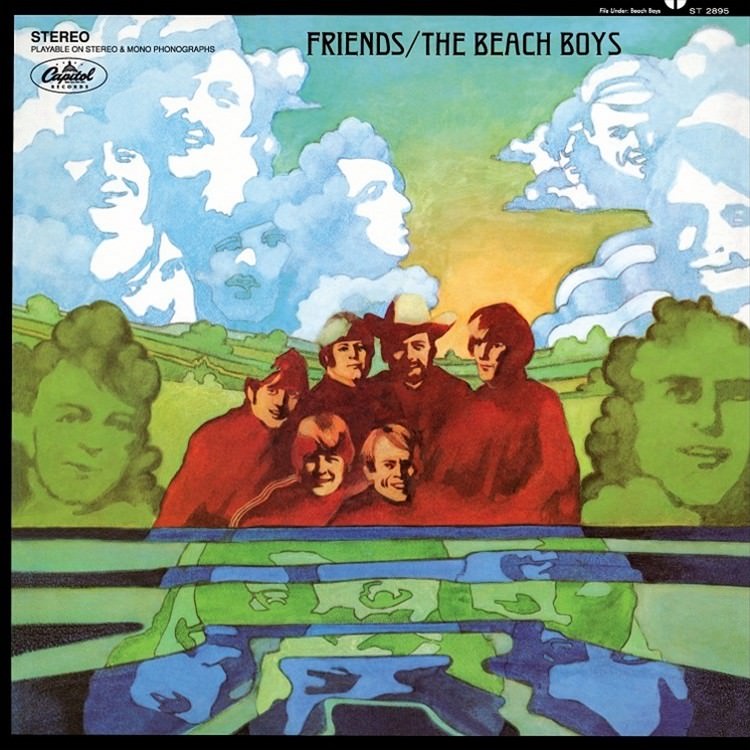 File Under: Beach Boys
ST 2895
STEREO
PLAYABLE ON STEREO & MONO PHONOGRAPHS
FRIENDS/THE BEACH BOYS
Capitol
RECORDS